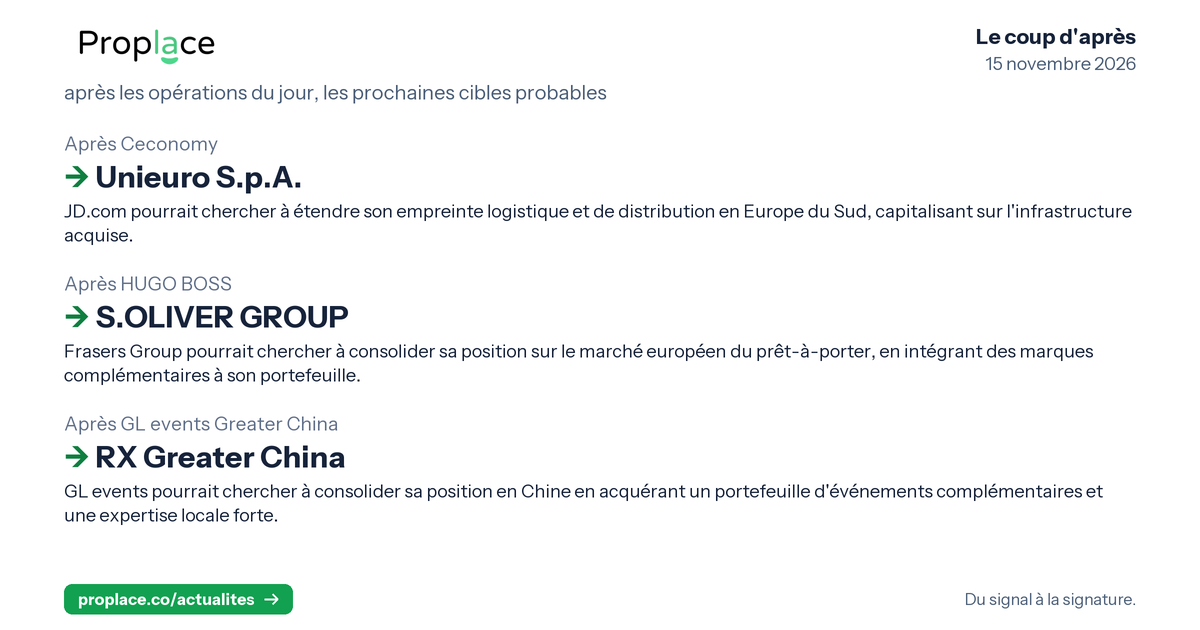 Proplace
Le coup d'après
15 novembre 2026
après les opérations du jour, les prochaines cibles probables
Après Ceconomy
→ Unieuro S.p.A.
JD.com pourrait chercher à étendre son empreinte logistique et de distribution en Europe du Sud, capitalisant sur l'infrastructure
acquise.
Après HUGO BOSS
→ S.OLIVER GROUP
Frasers Group pourrait chercher à consolider sa position sur le marché européen du prêt-à-porter, en intégrant des marques
complémentaires à son portefeuille.
Après GL events Greater China
→ RX Greater China
GL events pourrait chercher à consolider sa position en Chine en acquérant un portefeuille d'événements complémentaires et
une expertise locale forte.
proplace.co/actualites →
Du signal à la signature.